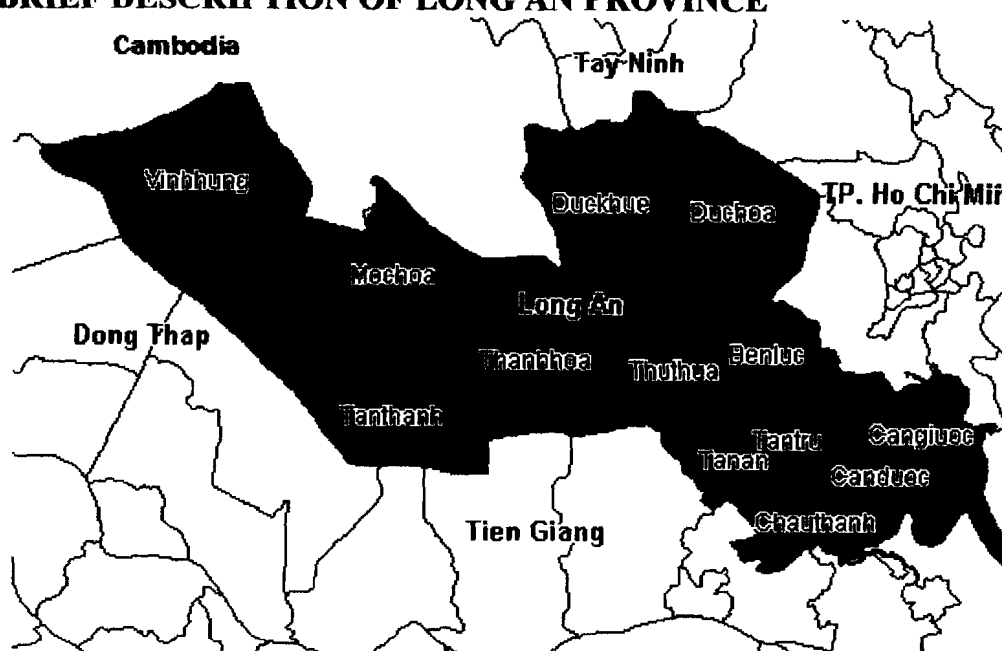 BRIEF DESCRIPTION OF LONG AN PROVINCE
Cambodia
Tay Ninh
Vinhhung
Duckhue
Duchoa
TP. Ho Chi Min
Mochoa
Long An
Dong Thap
Thanhhoa
Thuthua
Benluc
Tanthanh
Tantru
Cangiuoc
Tanan
Canduoc
Chauthanh
Tien Giang